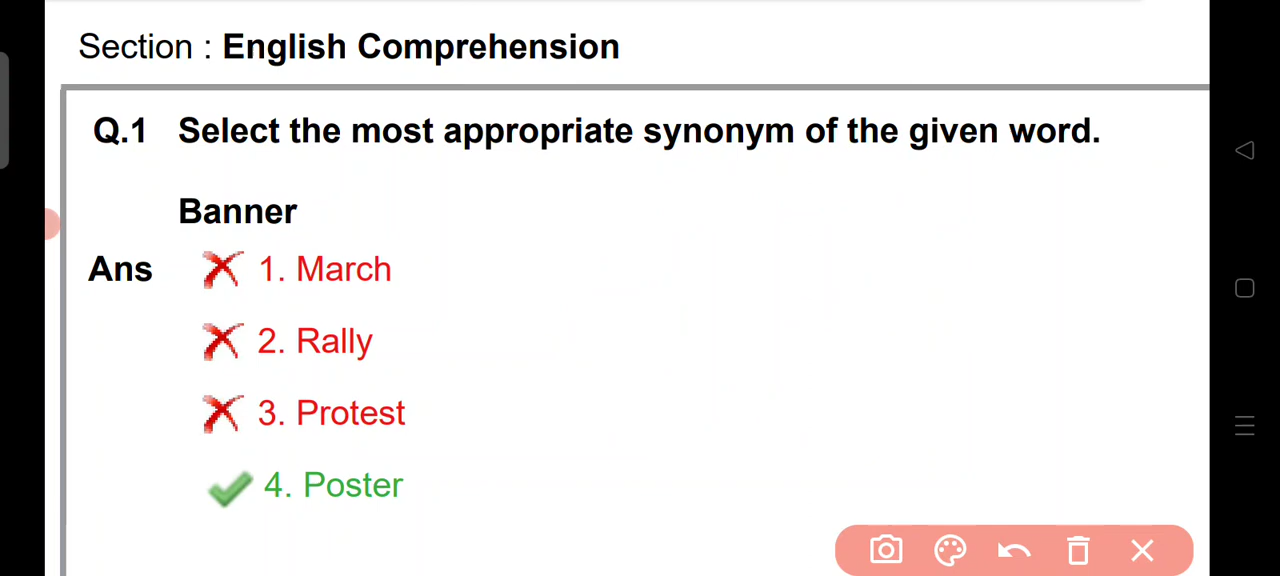 Section : English Comprehension
Q.1 Select the most appropriate synonym of the given word.
Banner
Ans 1. March
2. Rally
3. Protest
4. Poster